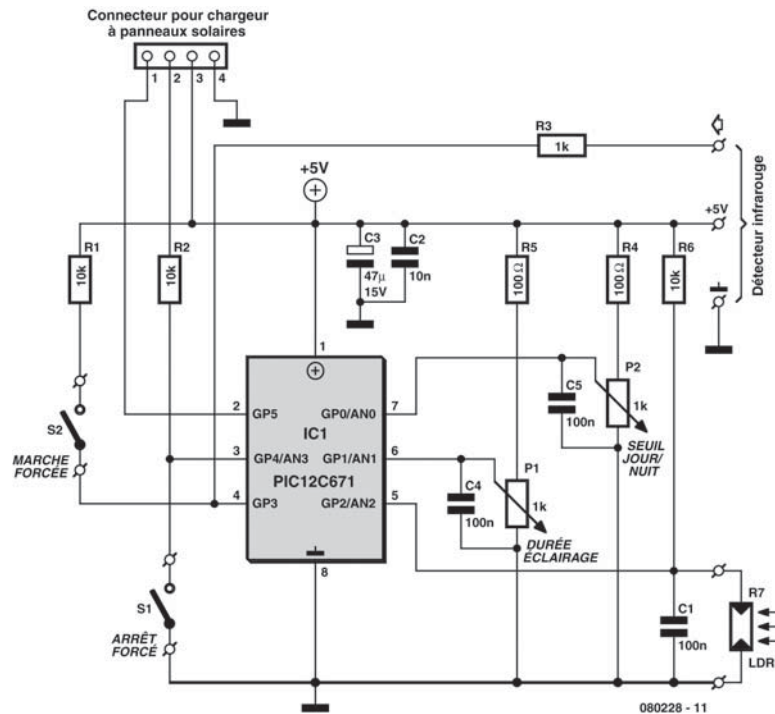 Connecteur pour chargeur
à panneaux solaires
1 2 3 4
R3
1k
+5V
+5V
Détecteur infrarouge
R1
10k
R2
10k
C3
47µ
15V
C2
10n
R5
100Ω
R4
100Ω
R6
10k
1
2
GP5
GP0/AN0
7
IC1
3
GP4/AN3
GP1/AN1
6
PIC12C671
4
GP3
GP2/AN2
5
8
S2
MARCHE
FORCÉE
S1
ARRÊT
FORCÉ
C5
100n
P2
1k
SEUIL
JOUR/
NUIT
C4
100n
P1
1k
DURÉE
ÉCLAIRAGE
C1
100n
R7
LDR
080228 - 11